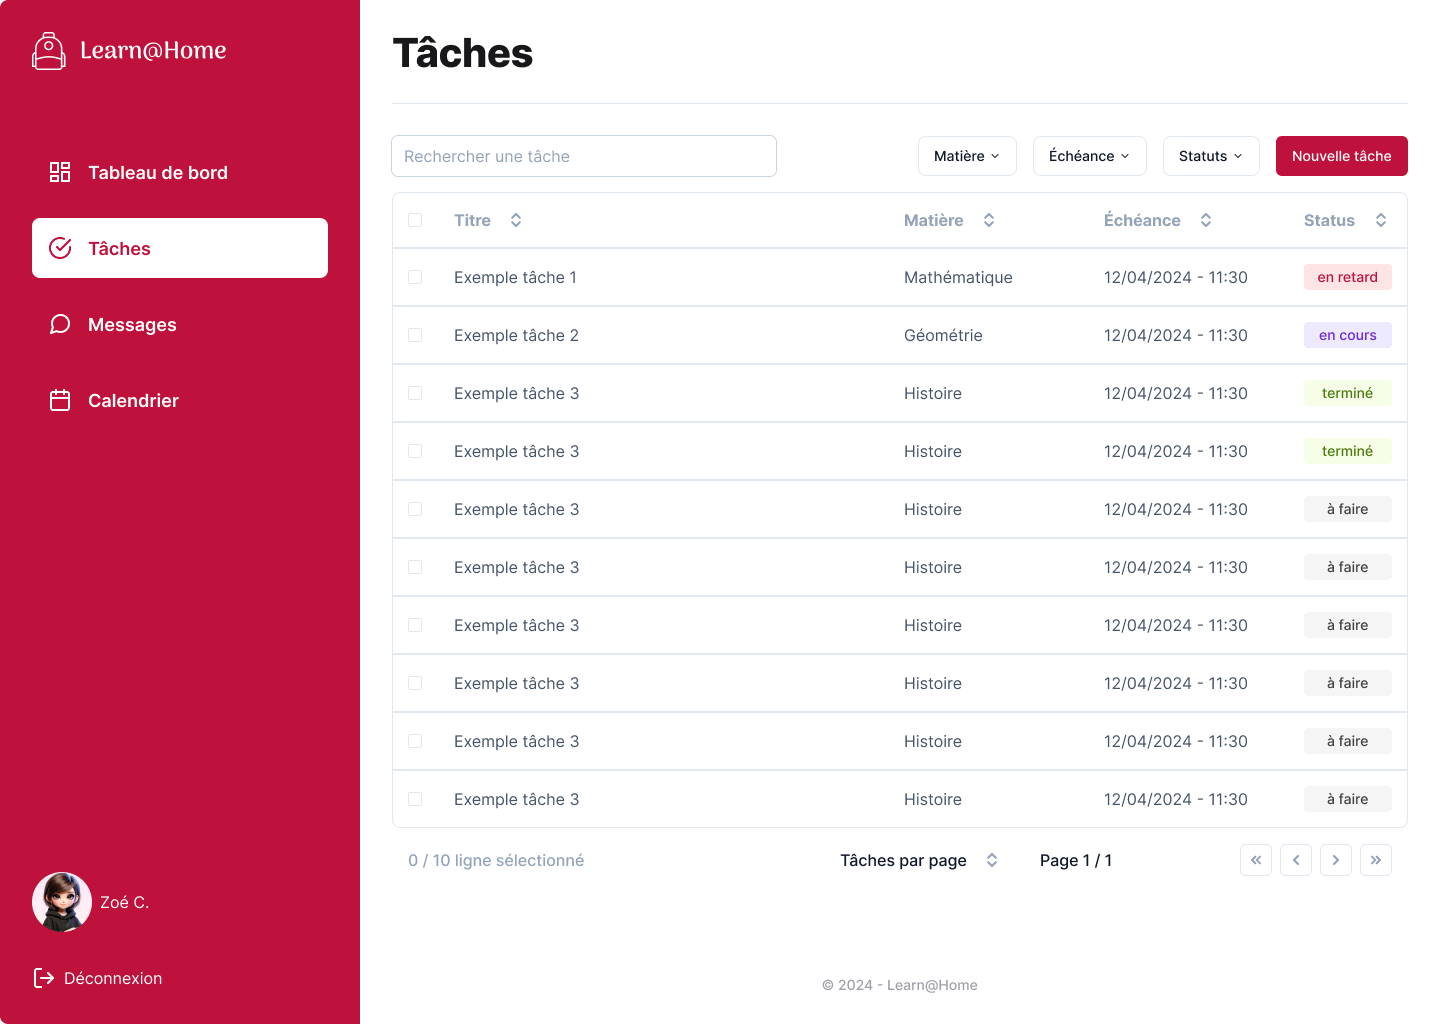 Learn@Home
Tableau de bord
Tâches
Messages
Calendrier
Zoé C.
Déconnexion
Tâches
Rechercher une tâche
Matière
Échéance
Statuts
Nouvelle tâche
Titre Matière Échéance Status
Exemple tâche 1 Mathématique 12/04/2024 - 11:30 en retard
Exemple tâche 2 Géométrie 12/04/2024 - 11:30 en cours
Exemple tâche 3 Histoire 12/04/2024 - 11:30 terminé
Exemple tâche 3 Histoire 12/04/2024 - 11:30 terminé
Exemple tâche 3 Histoire 12/04/2024 - 11:30 à faire
Exemple tâche 3 Histoire 12/04/2024 - 11:30 à faire
Exemple tâche 3 Histoire 12/04/2024 - 11:30 à faire
Exemple tâche 3 Histoire 12/04/2024 - 11:30 à faire
Exemple tâche 3 Histoire 12/04/2024 - 11:30 à faire
Exemple tâche 3 Histoire 12/04/2024 - 11:30 à faire
0 / 10 ligne sélectionné Tâches par page Page 1 / 1
© 2024 - Learn@Home